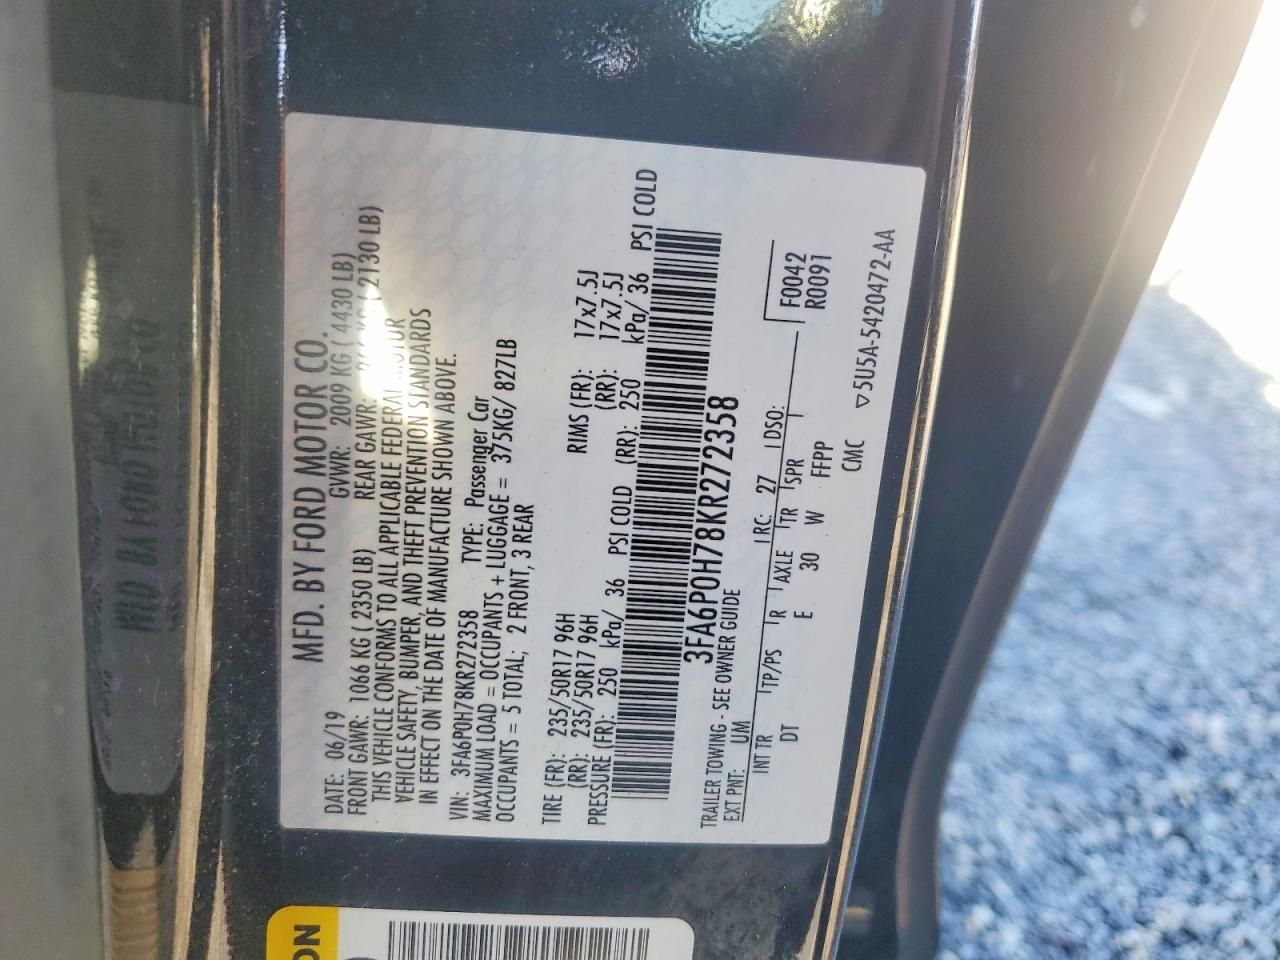 MFD. BY FORD MOTOR CO.
DATE: 06/19 GVWR: 2009 KG ( 4430 LB)
FRONT GAWR: 1066 KG ( 2350 LB) REAR GAWR: KG ( 2130 LB)
THIS VEHICLE CONFORMS TO ALL APPLICABLE FEDERAL MOTOR
VEHICLE SAFETY, BUMPER, AND THEFT PREVENTION STANDARDS
IN EFFECT ON THE DATE OF MANUFACTURE SHOWN ABOVE.
VIN: 3FA6P0H78KR272358 TYPE: Passenger Car
MAXIMUM LOAD = OCCUPANTS + LUGGAGE = 375KG/ 827LB
OCCUPANTS = 5 TOTAL; 2 FRONT, 3 REAR
TIRE (FR): 235/50R17 96H RIMS (FR): 17x7.5J
(RR): 235/50R17 96H (RR): 17x7.5J
PRESSURE (FR): 250 kPa/ 36 PSI COLD (RR): 250 kPa/ 36 PSI COLD
3FA6P0H78KR272358
TRAILER TOWING - SEE OWNER GUIDE
EXT PNT: UM RC: 27 DSO: F0042
R0091
INT TR TP/PS R AXLE TR SPR
DT E 30 W FFPP
CMC
▽5U5A-5420472-AA
ON